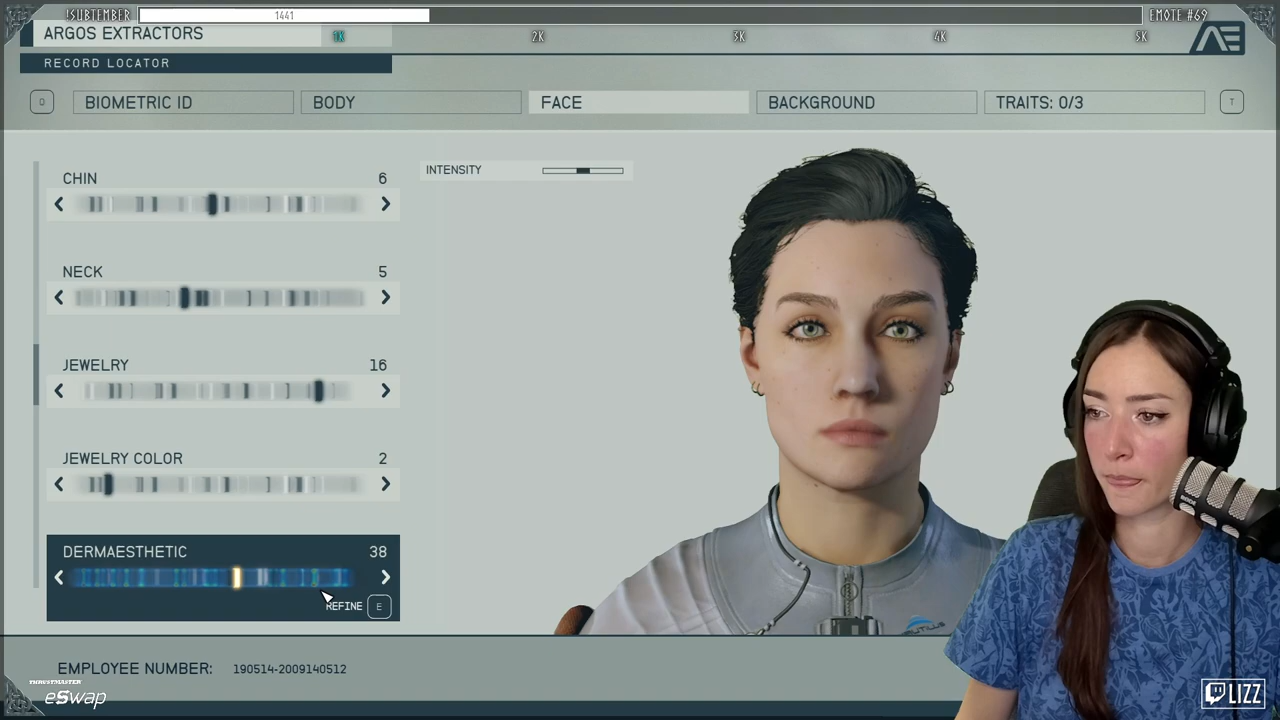 !SUBTEMBER 1441 EMOTE #69
1K 2K 3K 4K 5K
ARGOS EXTRACTORS
AE
RECORD LOCATOR
Q BIOMETRIC ID BODY FACE BACKGROUND TRAITS: 0/3 T
CHIN 6
INTENSITY
NECK 5
JEWELRY 16
JEWELRY COLOR 2
DERMAESTHETIC 38
REFINE E
EMPLOYEE NUMBER: 190514-2009140512
THRUSTMASTER
eSwap
LIZZ